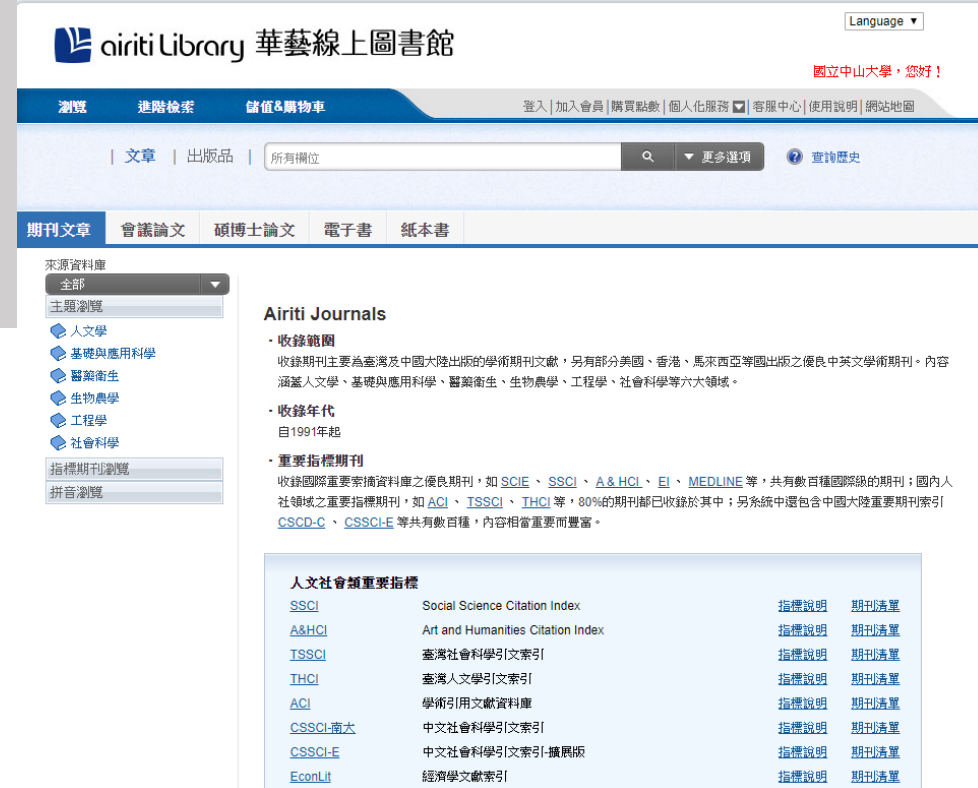 Language ▼
airiti Library 華藝線上圖書館
國立中山大學，您好！
瀏覽 進階檢索 儲值&購物車 登入|加入會員|購買點數|個人化服務|客服中心|使用說明|網站地圖
| 文章 | 出版品 | 所有欄位 ▼ 更多選項 ? 查詢歷史
期刊文章 會議論文 碩博士論文 電子書 紙本書
來源資料庫
全部
主題瀏覽
人文學
基礎與應用科學
醫藥衛生
生物農學
工程學
社會科學
指標期刊瀏覽
拼音瀏覽
Airiti Journals
· 收錄範圍
收錄期刊主要為臺灣及中國大陸出版的學術期刊文獻，另有部分美國、香港、馬來西亞等國出版之優良中英文學術期刊。內容
涵蓋人文學、基礎與應用科學、醫藥衛生、生物農學、工程學、社會科學等六大領域。
· 收錄年代
自1991年起
· 重要指標期刊
收錄國際重要索摘資料庫之優良期刊，如 SCIE 、 SSCI 、 A & HCI 、 EI 、 MEDLINE 等，共有數百種國際級的期刊；國內人
社領域之重要指標期刊，如 ACI 、 TSSCI 、 THCI 等，80%的期刊都已收錄於其中；另系統中還包含中國大陸重要期刊索引
CSCD-C 、 CSSCI-E 等共有數百種，內容相當重要而豐富。
人文社會類重要指標
SSCI Social Science Citation Index 指標說明 期刊清單
A&HCI Art and Humanities Citation Index 指標說明 期刊清單
TSSCI 臺灣社會科學引文索引 指標說明 期刊清單
THCI 臺灣人文學引文索引 指標說明 期刊清單
ACI 學術引用文獻資料庫 指標說明 期刊清單
CSSCI-南大 中文社會科學引文索引 指標說明 期刊清單
CSSCI-E 中文社會科學引文索引-擴展版 指標說明 期刊清單
EconLit 經濟學文獻索引 指標說明 期刊清單